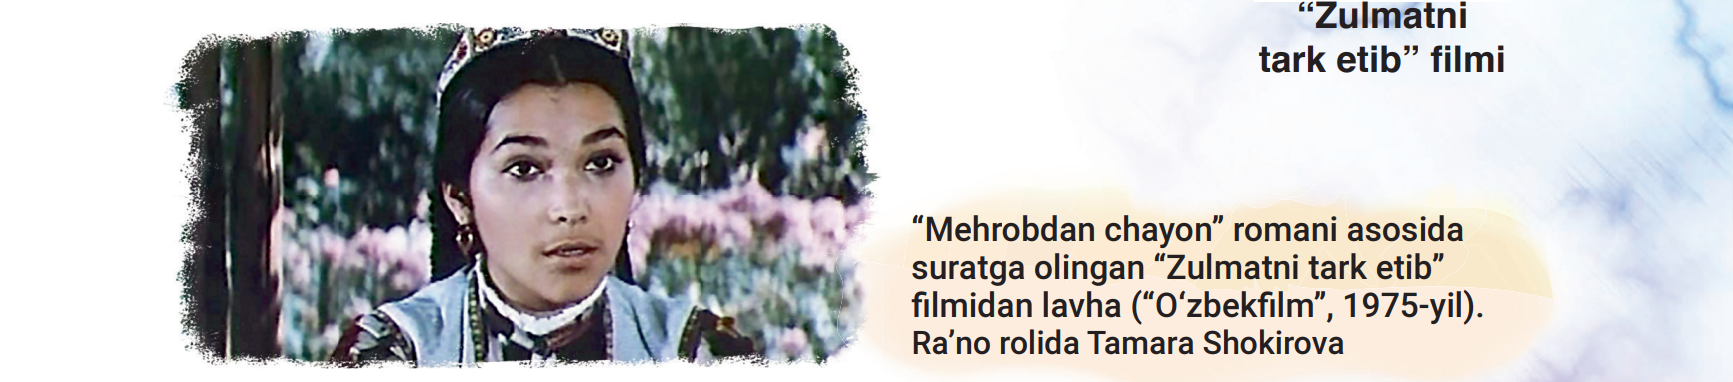 “Zulmatni
tark etib” filmi
“Mehrobdan chayon” romani asosida
suratga olingan “Zulmatni tark etib”
filmidan lavha (“O‘zbekfilm”, 1975-yil).
Ra’no rolida Tamara Shokirova